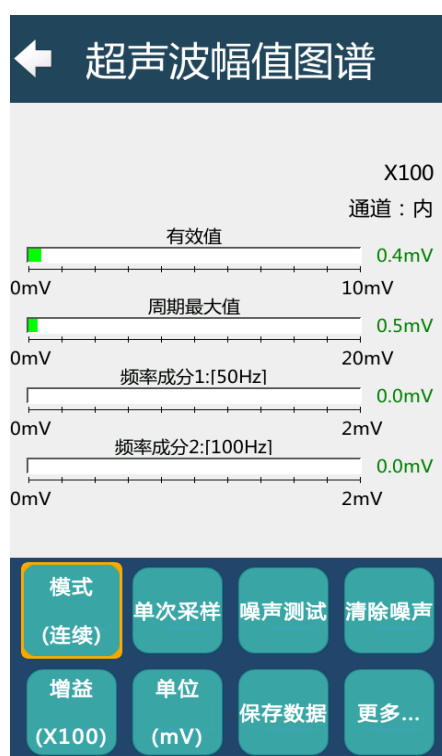 超声波幅值图谱
X100
通道：内
有效值
0.4mV
0mV 10mV
周期最大值
0.5mV
0mV 20mV
频率成分1:[50Hz]
0.0mV
0mV 2mV
频率成分2:[100Hz]
0.0mV
0mV 2mV
模式
(连续)
单次采样
噪声测试
清除噪声
增益
(X100)
单位
(mV)
保存数据
更多...